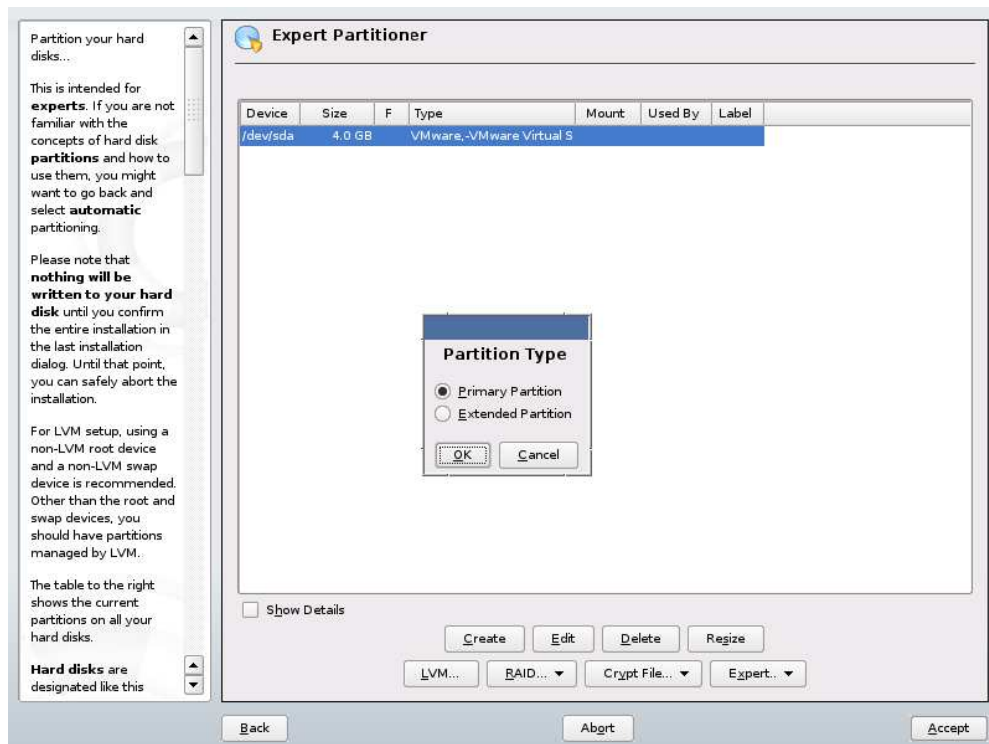 Partition your hard
disks...
This is intended for
experts. If you are not
familiar with the
concepts of hard disk
partitions and how to
use them, you might
want to go back and
select automatic
partitioning.
Please note that
nothing will be
written to your hard
disk until you confirm
the entire installation in
the last installation
dialog. Until that point,
you can safely abort the
installation.
For LVM setup, using a
non-LVM root device
and a non-LVM swap
device is recommended.
Other than the root and
swap devices, you
should have partitions
managed by LVM.
The table to the right
shows the current
partitions on all your
hard disks.
Hard disks are
designated like this
Expert Partitioner
Device Size F Type Mount Used By Label
/dev/sda 4.0 GB VMware,-VMware Virtual S
Partition Type
Primary Partition
Extended Partition
OK Cancel
Show Details
Create Edit Delete Resize
LVM... RAID... Crypt File... Expert..
Back Abort Accept